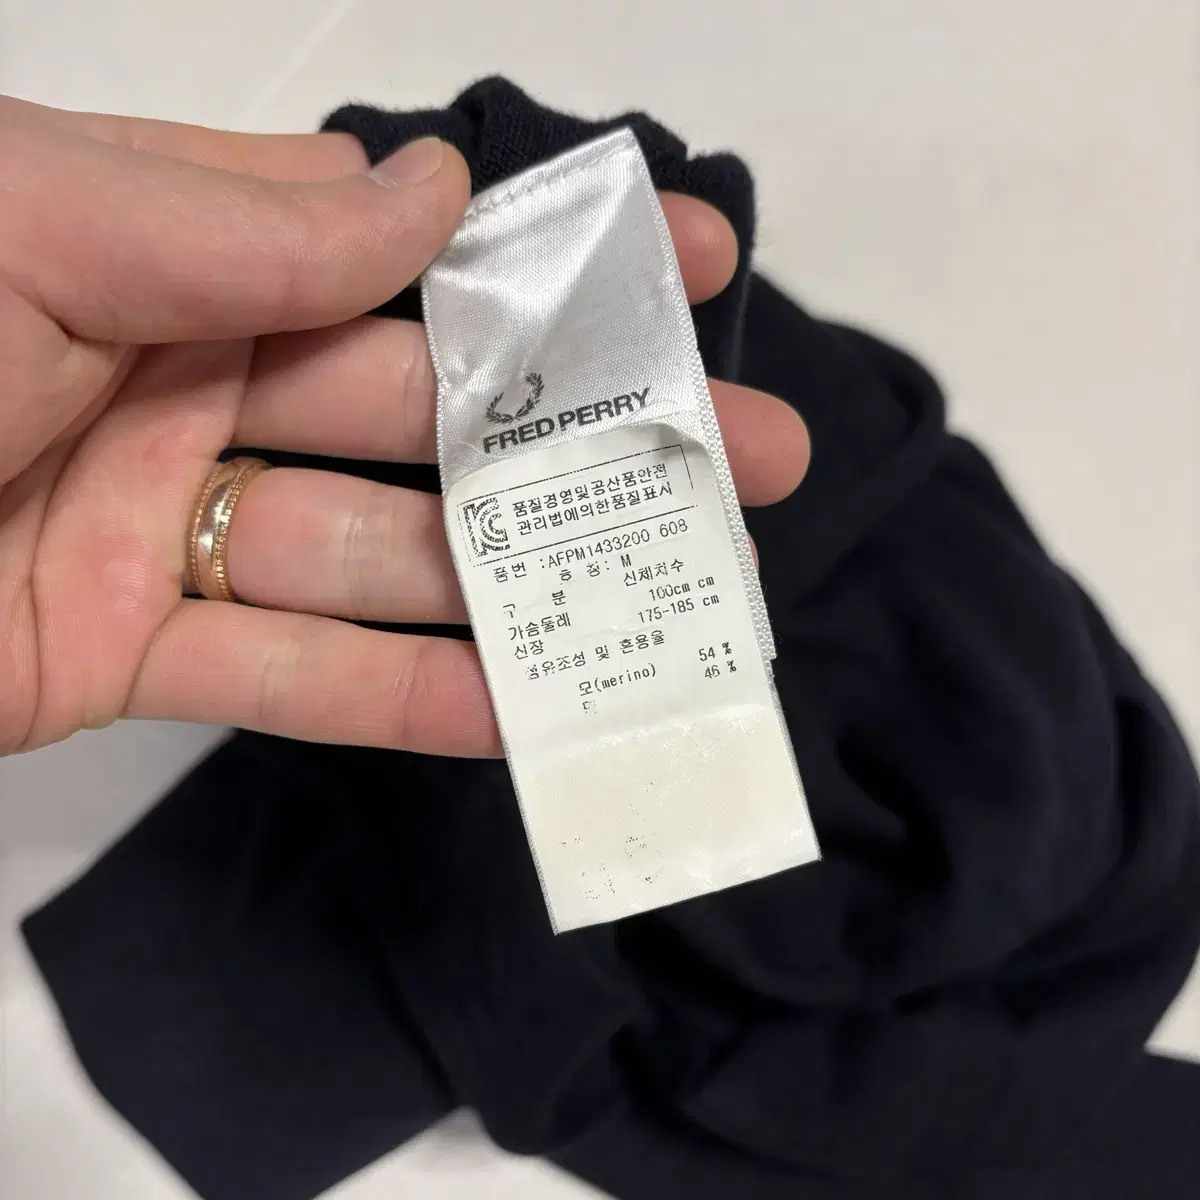 FRED PERRY
품질경영및공산품안전
관리법에의한품질표시
품번 :AFPM1433200 608
호 칭: M
구 분 신체치수
가슴둘레 100cm cm
신장 175-185 cm
섬유조성 및 혼용율
모(merino) 54 %
면 46 %